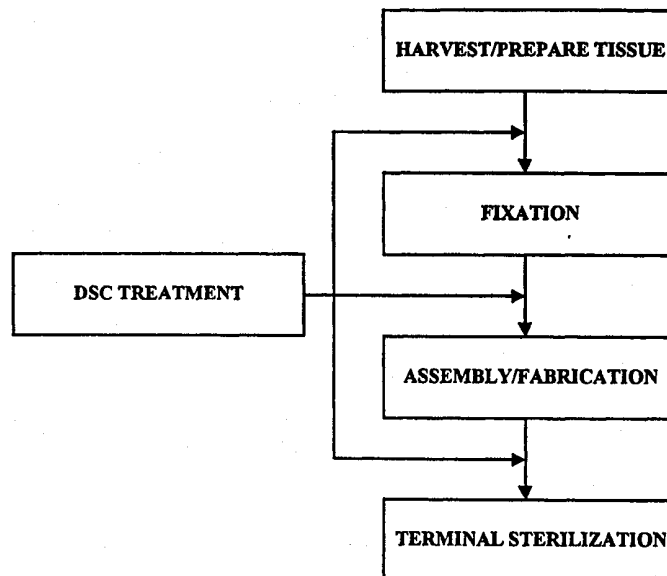 HARVEST/PREPARE TISSUE
FIXATION
DSC TREATMENT
ASSEMBLY/FABRICATION
TERMINAL STERILIZATION